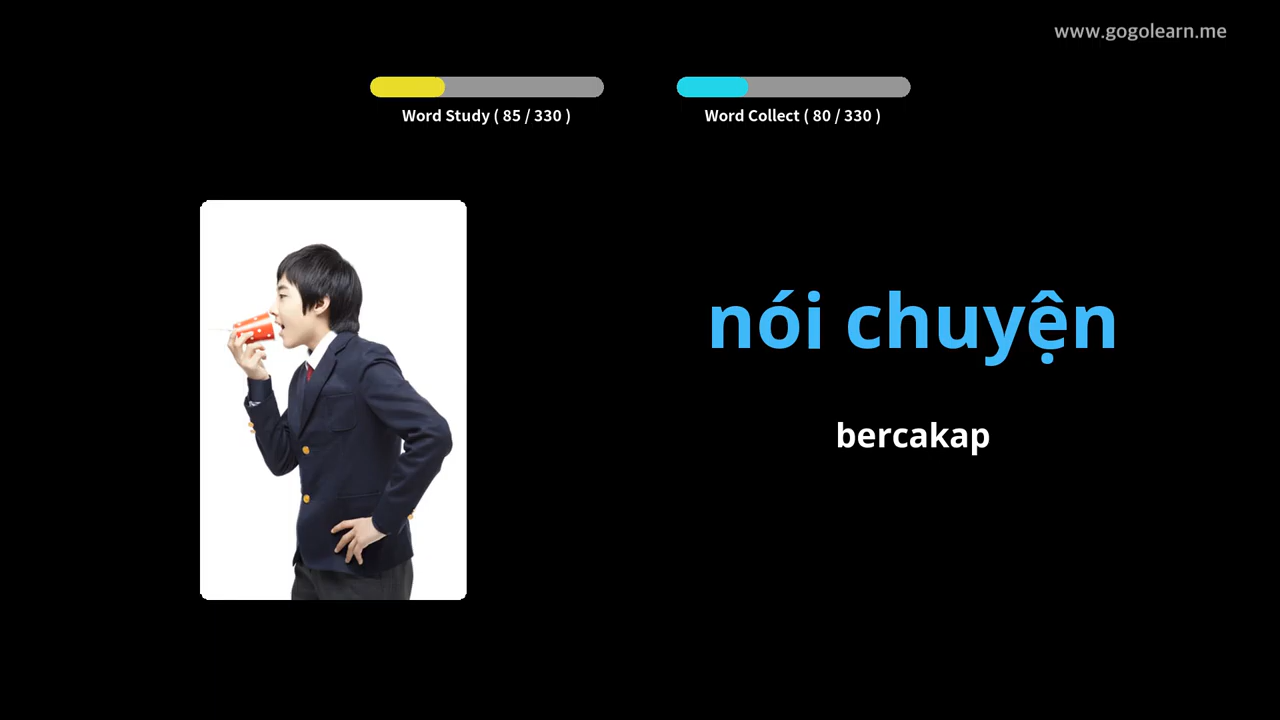 www.gogolearn.me
Word Study ( 85 / 330 )
Word Collect ( 80 / 330 )
nói chuyện
bercakap